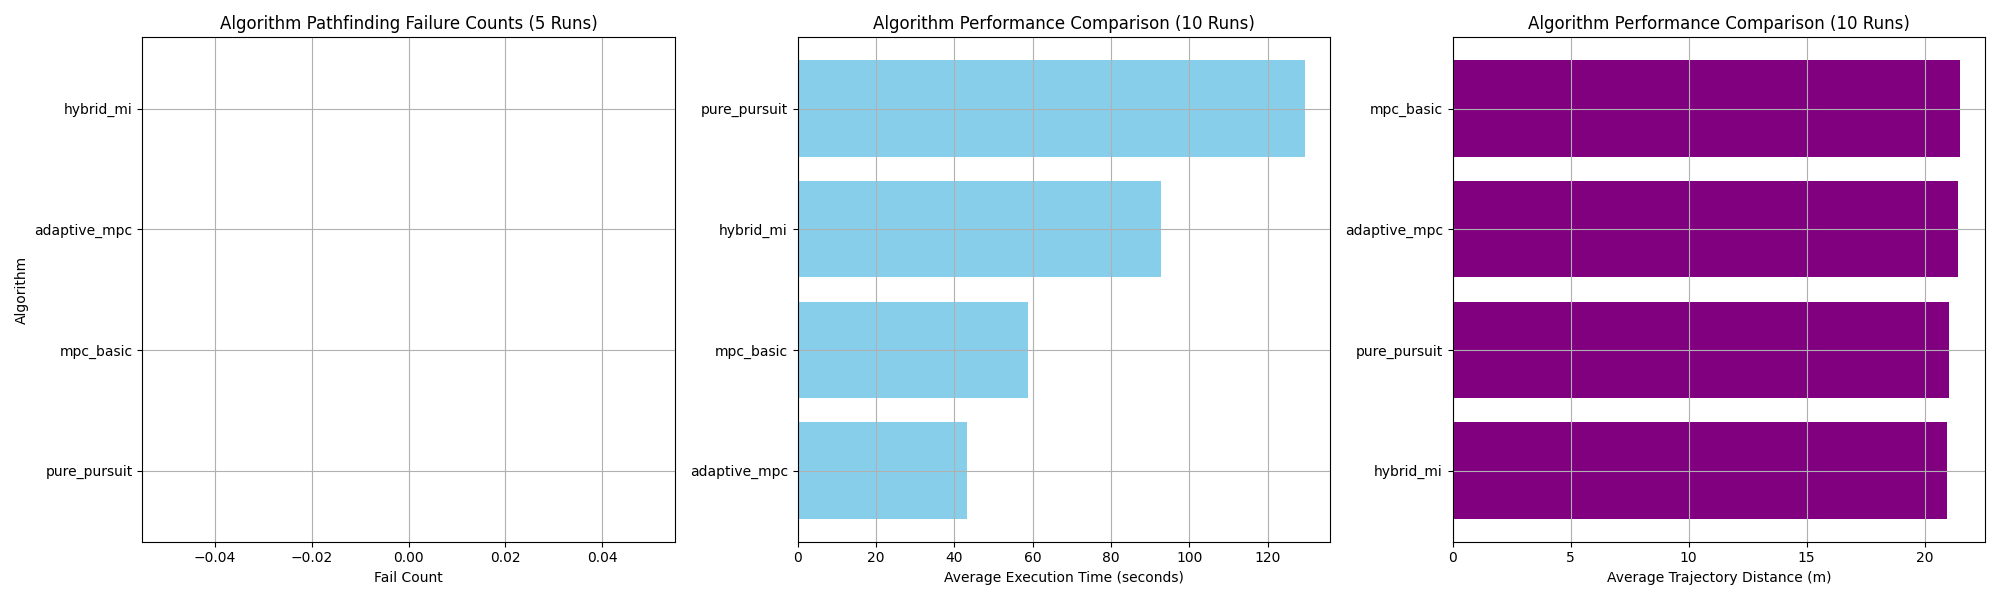 Algorithm Pathfinding Failure Counts (5 Runs)
Algorithm
hybrid_mi
adaptive_mpc
mpc_basic
pure_pursuit
−0.04 −0.02 0.00 0.02 0.04
Fail Count
Algorithm Performance Comparison (10 Runs)
pure_pursuit
hybrid_mi
mpc_basic
adaptive_mpc
0 20 40 60 80 100 120
Average Execution Time (seconds)
Algorithm Performance Comparison (10 Runs)
mpc_basic
adaptive_mpc
pure_pursuit
hybrid_mi
0 5 10 15 20
Average Trajectory Distance (m)